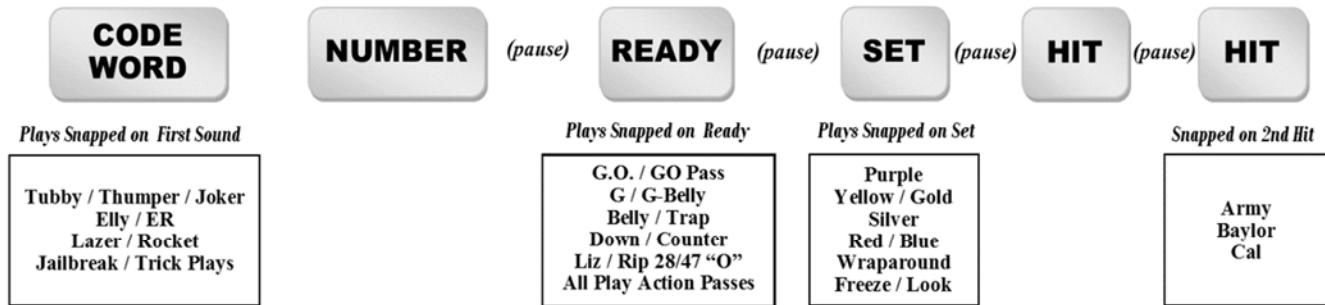 CODE WORD
NUMBER
(pause)
READY
(pause)
SET
(pause)
HIT
(pause)
HIT
Plays Snapped on First Sound
Tubby / Thumper / Joker
Elly / ER
Lazer / Rocket
Jailbreak / Trick Plays
Plays Snapped on Ready
G.O. / GO Pass
G / G-Belly
Belly / Trap
Down / Counter
Liz / Rip 28/47 “O”
All Play Action Passes
Plays Snapped on Set
Purple
Yellow / Gold
Silver
Red / Blue
Wraparound
Freeze / Look
Snapped on 2nd Hit
Army
Baylor
Cal